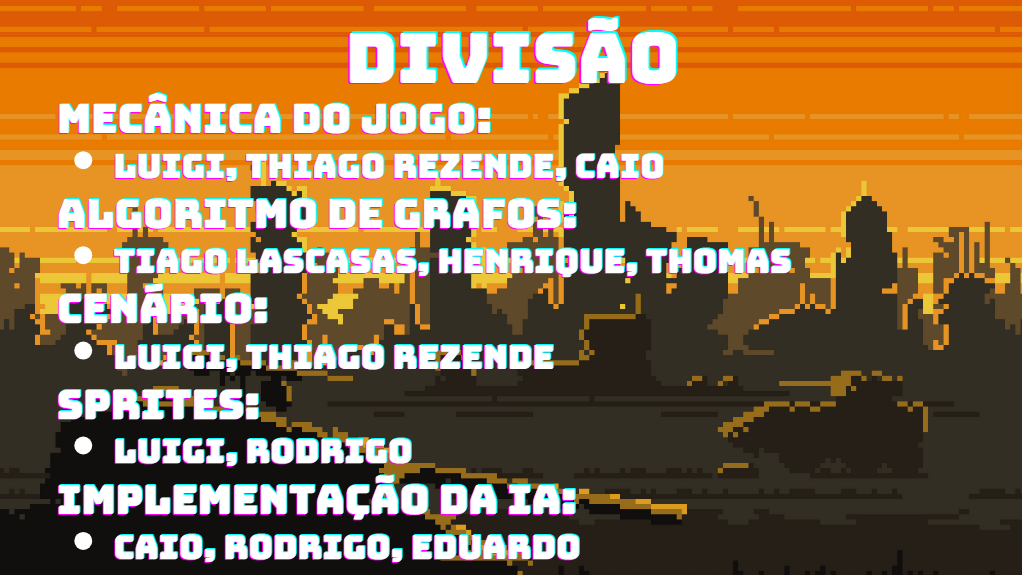 DIVISÃO
MECÂNICA DO JOGO:
● LUIGI, THIAGO REZENDE, CAIO
ALGORITMO DE GRAFOS:
● TIAGO LASCASAS, HENRIQUE, THOMAS
CENÁRIO:
● LUIGI, THIAGO REZENDE
SPRITES:
● LUIGI, RODRIGO
IMPLEMENTAÇÃO DA IA:
● CAIO, RODRIGO, EDUARDO